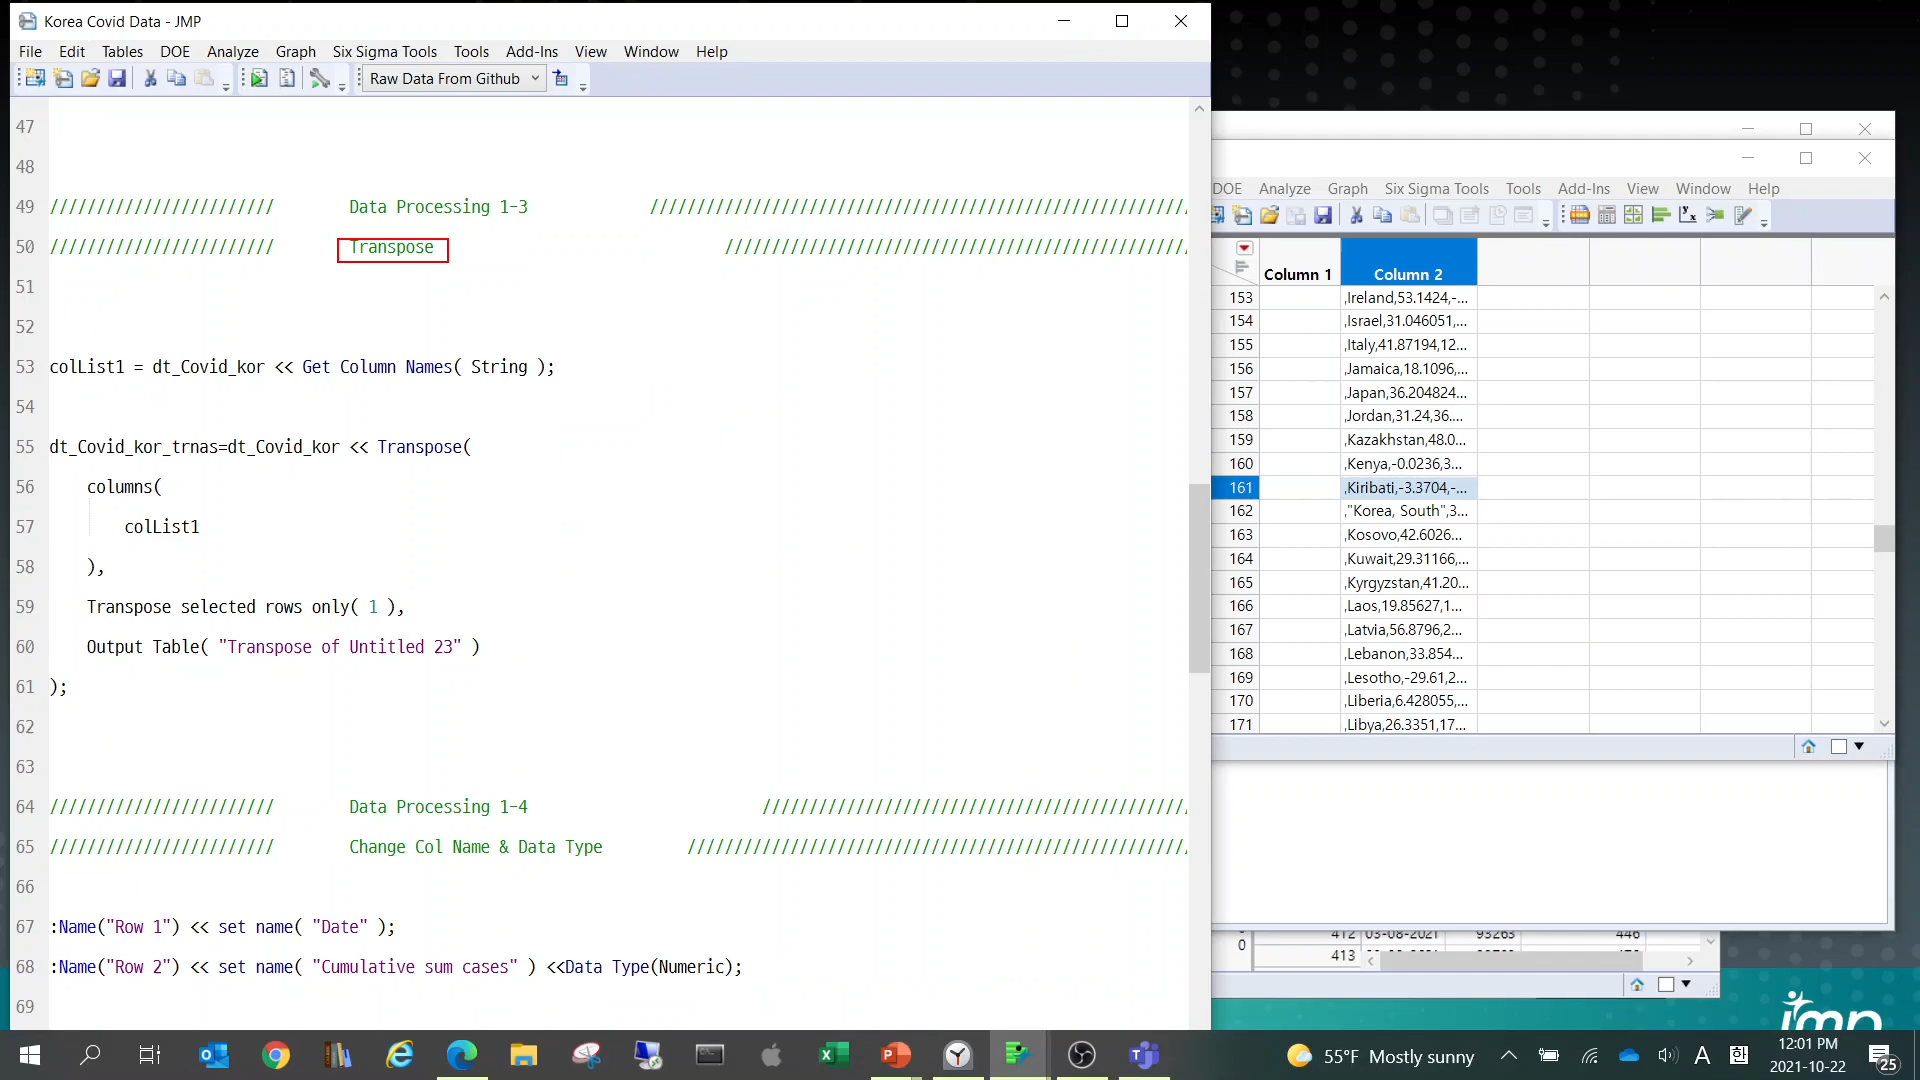 Korea Covid Data - JMP
File Edit Tables DOE Analyze Graph Six Sigma Tools Tools Add-Ins View Window Help
Raw Data From Github
47
48
49 //////////////////////// Data Processing 1-3 //////////////////////////////////////////////////////////
50 //////////////////////// Transpose //////////////////////////////////////////////////
51
52
53 colList1 = dt_Covid_kor << Get Column Names( String );
54
55 dt_Covid_kor_trnas=dt_Covid_kor << Transpose(
56 columns(
57 colList1
58 ),
59 Transpose selected rows only( 1 ),
60 Output Table( "Transpose of Untitled 23" )
61 );
62
63
64 //////////////////////// Data Processing 1-4 //////////////////////////////////////////////
65 //////////////////////// Change Col Name & Data Type //////////////////////////////////////////////////////
66
67 :Name("Row 1") << set name( "Date" );
68 :Name("Row 2") << set name( "Cumulative sum cases" ) <<Data Type(Numeric);
69
DOE Analyze Graph Six Sigma Tools Tools Add-Ins View Window Help
Column 1 Column 2
153 ,Ireland,53.1424,-...
154 ,Israel,31.046051,...
155 ,Italy,41.87194,12...
156 ,Jamaica,18.1096,...
157 ,Japan,36.204824...
158 ,Jordan,31.24,36....
159 ,Kazakhstan,48.0...
160 ,Kenya,-0.0236,3...
161 ,Kiribati,-3.3704,-...
162 ,"Korea, South",3...
163 ,Kosovo,42.6026...
164 ,Kuwait,29.31166,...
165 ,Kyrgyzstan,41.20...
166 ,Laos,19.85627,1...
167 ,Latvia,56.8796,2...
168 ,Lebanon,33.854...
169 ,Lesotho,-29.61,2...
170 ,Liberia,6.428055,...
171 ,Libya,26.3351,17...
0
412 03-08-2021 93263 446
413
jmp
55°F Mostly sunny
A 한
12:01 PM
2021-10-22
25